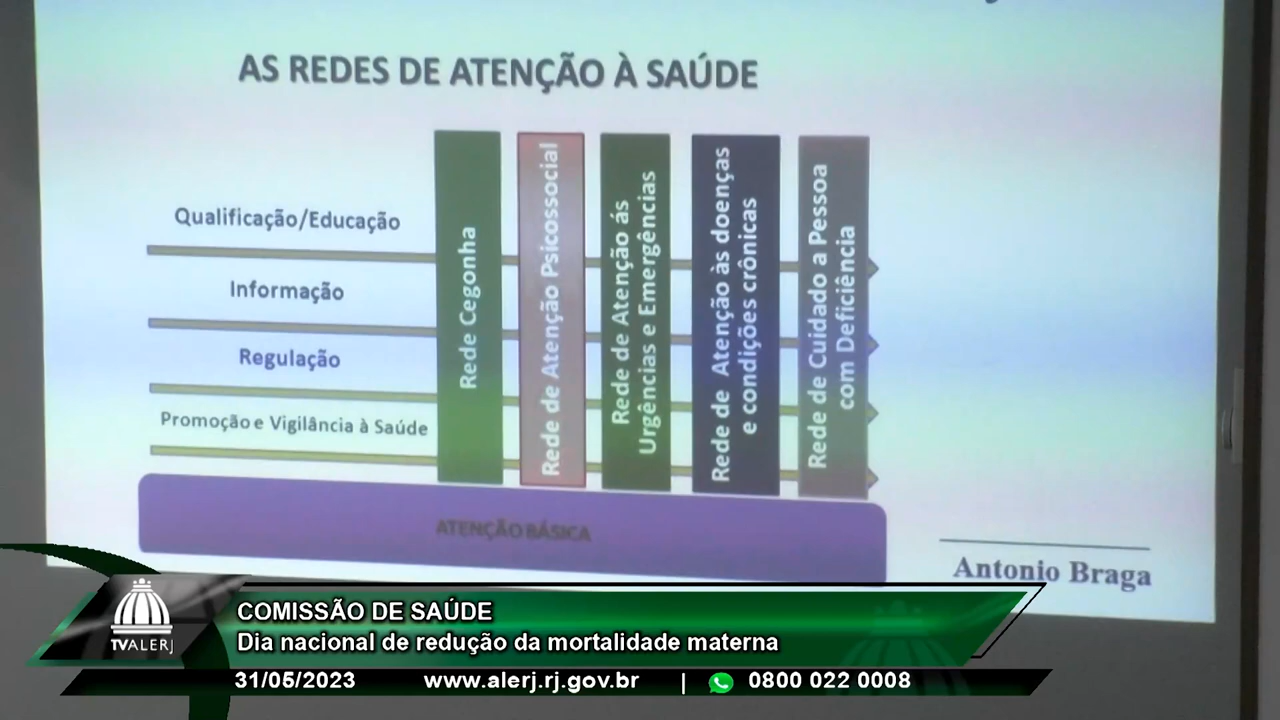 AS REDES DE ATENÇÃO À SAÚDE
Qualificação/Educação
Informação
Regulação
Promoção e Vigilância à Saúde
Rede Cegonha
Rede de Atenção Psicossocial
Rede de Atenção ás
Urgências e Emergências
Rede de Atenção às doenças
e condições crônicas
Rede de Cuidado a Pessoa
com Deficiência
ATENÇÃO BÁSICA
Antonio Braga
TVALERJ
COMISSÃO DE SAÚDE
Dia nacional de redução da mortalidade materna
31/05/2023
www.alerj.rj.gov.br | 0800 022 0008